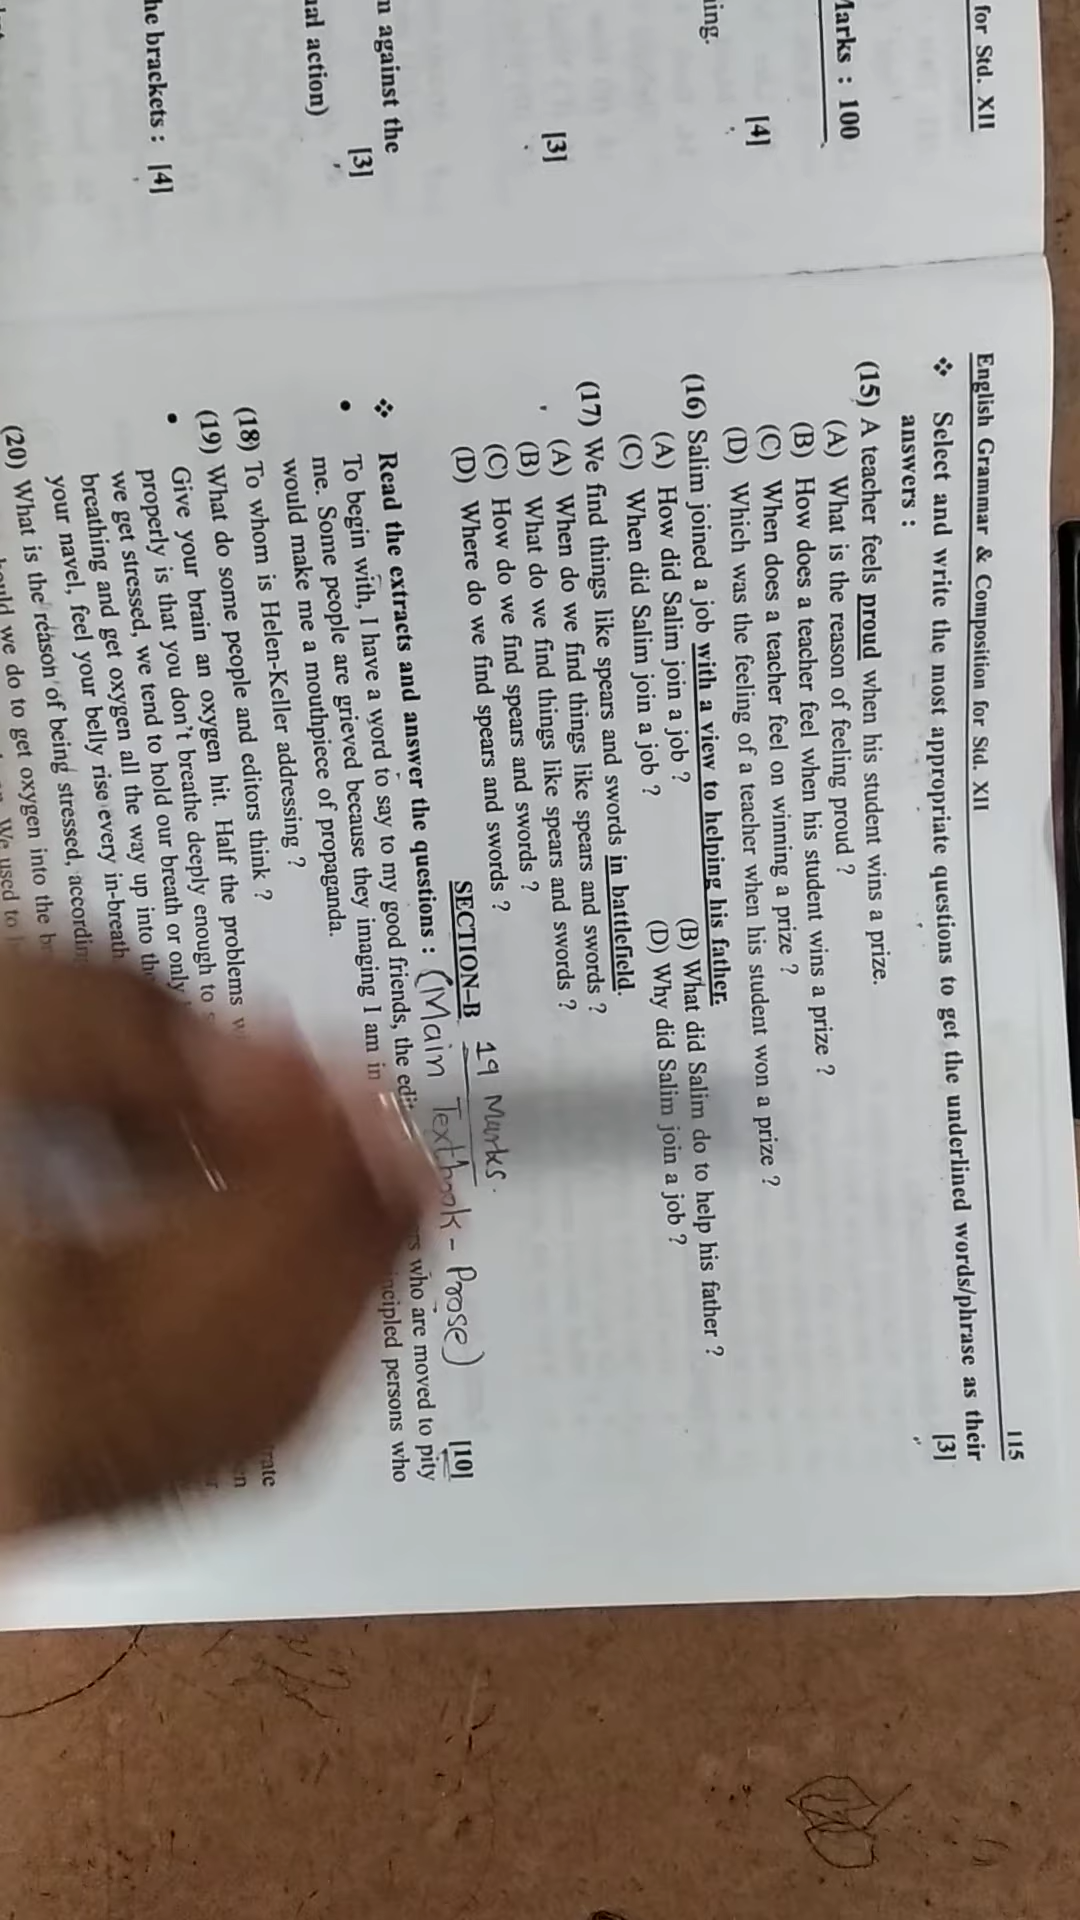 for Std. XII
Marks : 100
[4]
ing.
[3]
n against the
[3]
nal action)
he brackets : [4]
115
English Grammar & Composition for Std. XII
❖ Select and write the most appropriate questions to get the underlined words/phrase as their
answers : [3]
(15) A teacher feels proud when his student wins a prize.
(A) What is the reason of feeling proud ?
(B) How does a teacher feel when his student wins a prize ?
(C) When does a teacher feel on winning a prize ?
(D) Which was the feeling of a teacher when his student won a prize ?
(16) Salim joined a job with a view to helping his father.
(A) How did Salim join a job ? (B) What did Salim do to help his father ?
(C) When did Salim join a job ? (D) Why did Salim join a job ?
(17) We find things like spears and swords in battlefield.
(A) When do we find things like spears and swords ?
(B) What do we find things like spears and swords ?
(C) How do we find spears and swords ?
(D) Where do we find spears and swords ?
SECTION–B 19 Marks.
❖ Read the extracts and answer the questions : (Main Textbook - Prose) [10]
• To begin with, I have a word to say to my good friends, the who are moved to pity
me. Some people are grieved because they imaging I am in persons who
would make me a mouthpiece of propaganda.
(18) To whom is Helen-Keller addressing ?
(19) What do some people and editors think ?
• Give your brain an oxygen hit. Half the problems
properly is that you don't breathe deeply enough to
we get stressed, we tend to hold our breath or only
breathing and get oxygen all the way up into
your navel, feel your belly rise every in-breath
(20) What is the reason of being stressed, according
we do to get oxygen into the